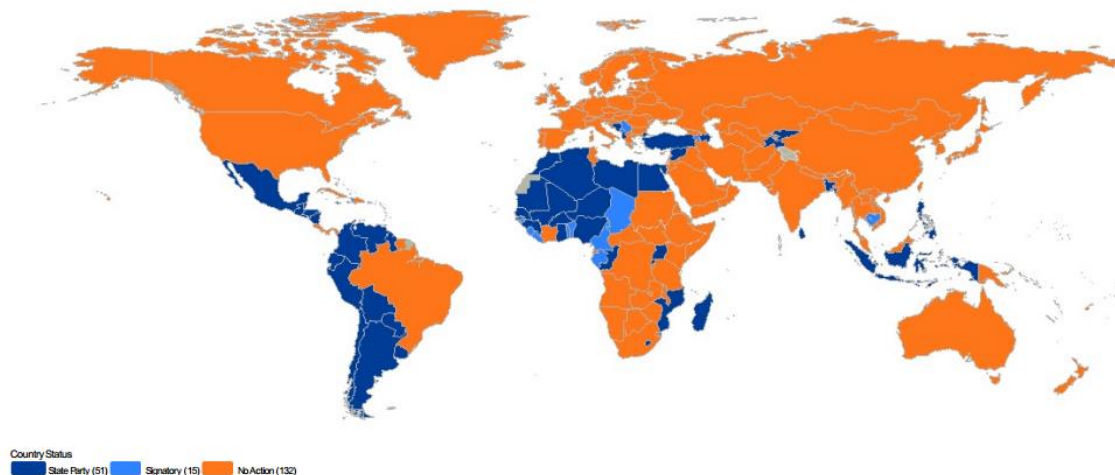 Country Status
State Party (51) Signatory (15) No Action (132)